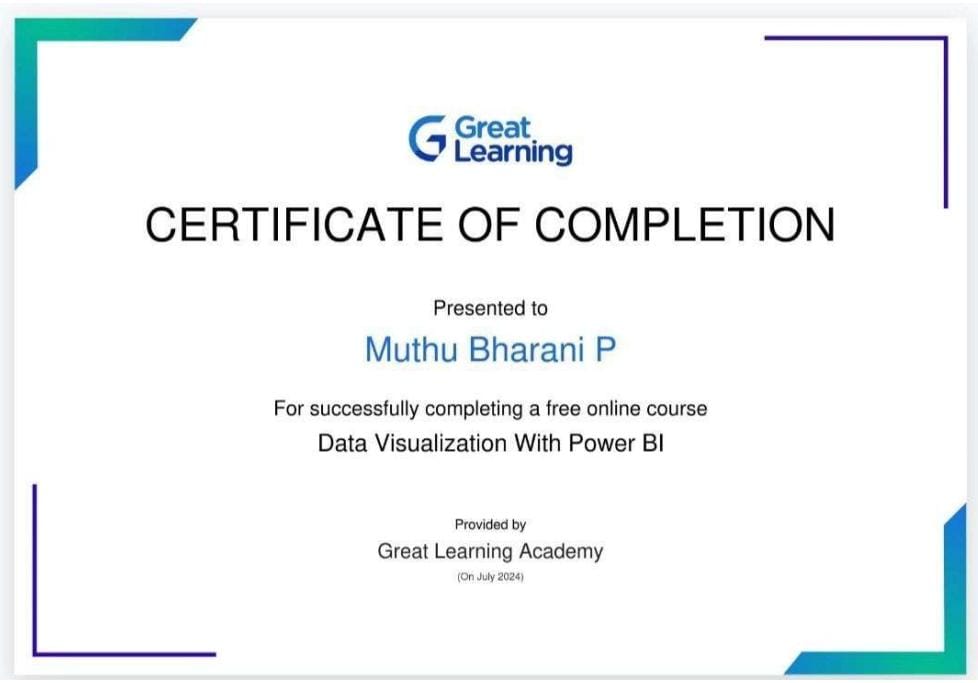 Great
Learning
CERTIFICATE OF COMPLETION
Presented to
Muthu Bharani P
For successfully completing a free online course
Data Visualization With Power BI
Provided by
Great Learning Academy
(On July 2024)